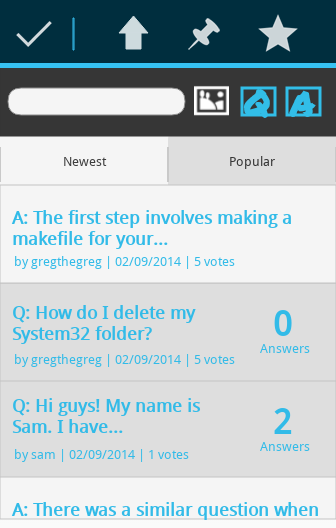 Newest
Popular
A: The first step involves making a
makefile for your...
by gregthegreg | 02/09/2014 | 5 votes
Q: How do I delete my
System32 folder?
0
Answers
by gregthegreg | 02/09/2014 | 5 votes
Q: Hi guys! My name is
Sam. I have...
2
Answers
by sam | 02/09/2014 | 1 votes
A: There was a similar question when